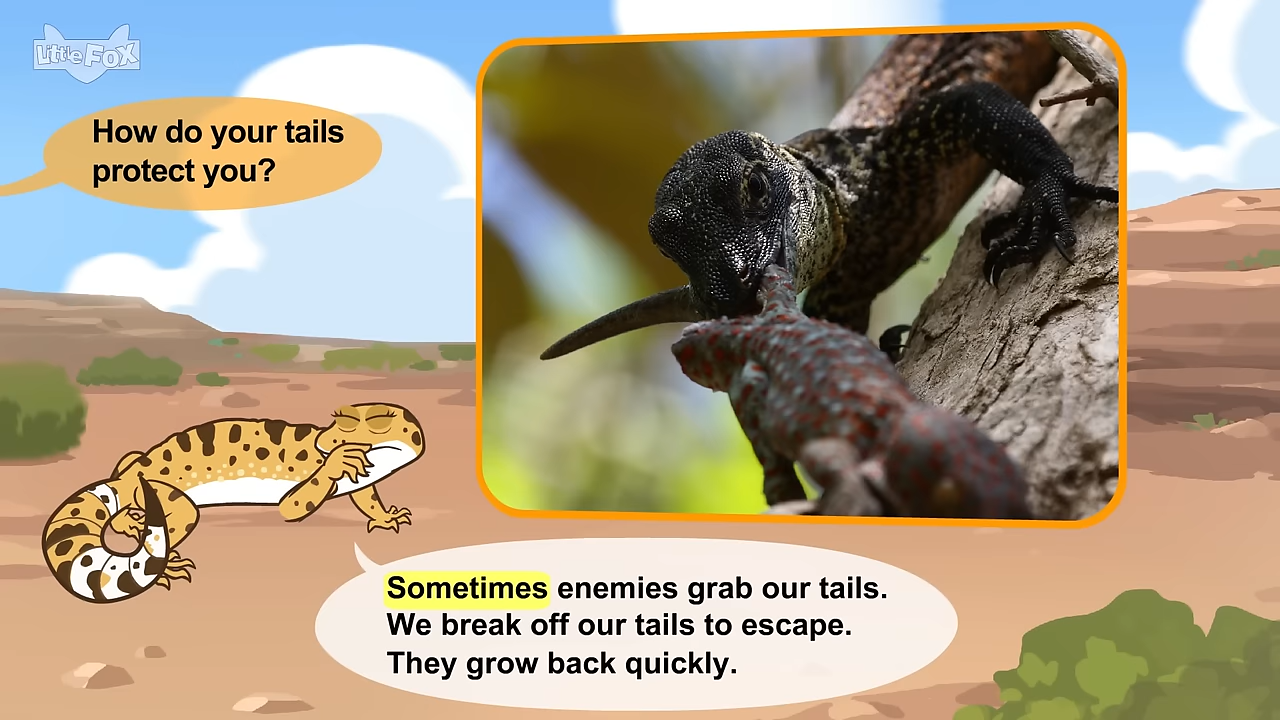 Little Fox
How do your tails
protect you?
Sometimes enemies grab our tails.
We break off our tails to escape.
They grow back quickly.